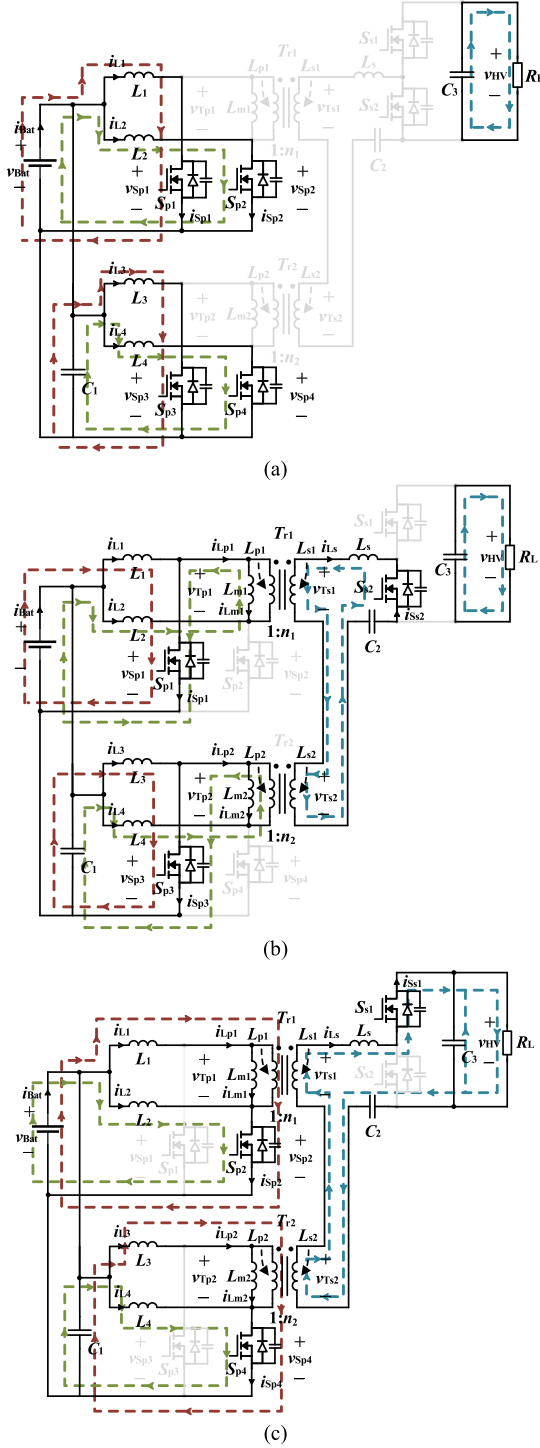 iL1 Lp1 Tr1 Ls1 Ss1
L1 Ls
iL2 vTp1 Lm1 vTs1 Ss2 C3 vHV RL
iBat L2 1:n1 C2
vBat vSp1 Sp1 iSp1 Sp2 iSp2 vSp2
iL3 Lp2 Tr2 Ls2
L3
iL4 vTp2 Lm2 vTs2
L4 1:n2
C1 vSp3 Sp3 Sp4 vSp4
(a)
Tr1 Ss1
iL1 iLp1 Lp1 Ls1 iLs Ls
L1 vTp1 Lm1 vTs1 Ss2 C3 vHV RL
iBat iL2 iLm1 iSs2
L2 1:n1 C2
vBat vSp1 Sp1 iSp1 Sp2 vSp2
iL3 iLp2 Lp2 Tr2 Ls2
L3 vTp2 Lm2 vTs2
iL4 iLm2
C1 L4 1:n2
vSp3 Sp3 iSp3 Sp4 vSp4
(b)
iSs1
Ss1
iL1 iLp1 Lp1 Tr1 Ls1 iLs Ls C3 vHV RL
L1 vTp1 Lm1 vTs1 Ss2
iBat iL2 iLm1
L2 1:n1 C2
vBat vSp1 Sp1 Sp2 iSp2 vSp2
iL3 iLp2 Lp2 Tr2 Ls2
L3 vTp2 Lm2 vTs2
iL4 iLm2
C1 L4 1:n2
vSp3 Sp3 Sp4 iSp4 vSp4
(c)